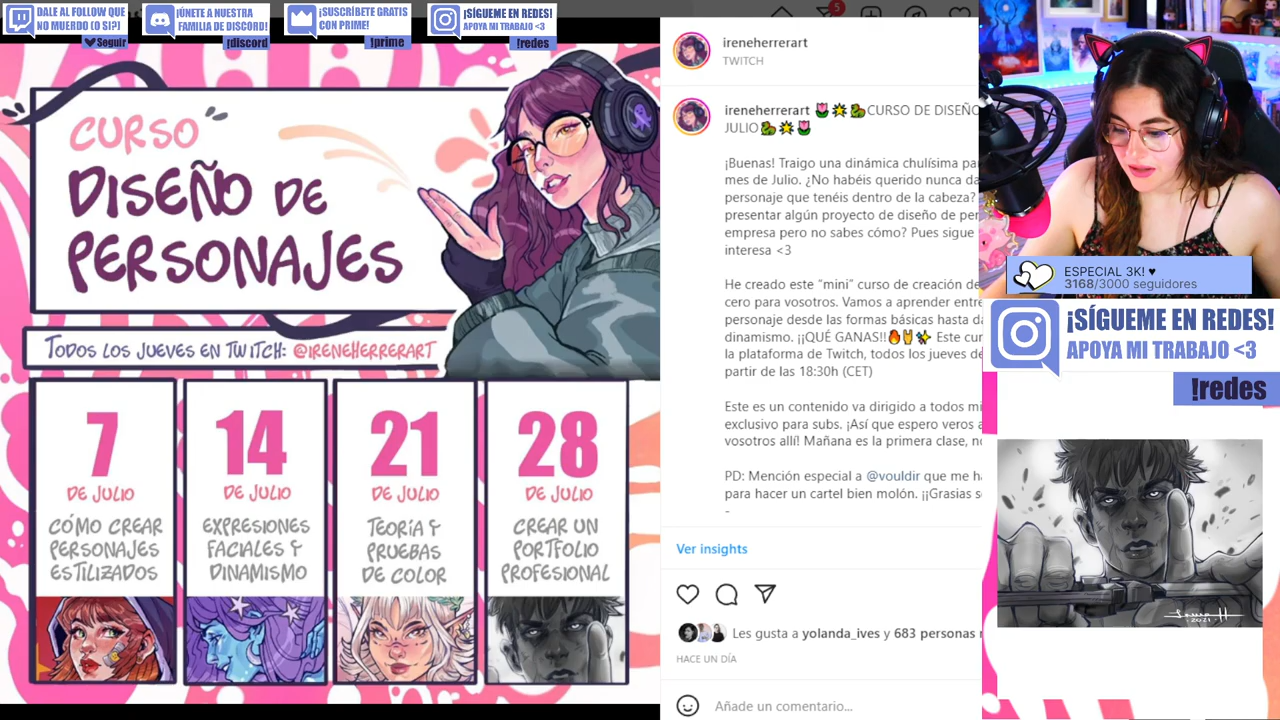 DALE AL FOLLOW QUE
NO MUERDO (O SI?)
Seguir
¡ÚNETE A NUESTRA
FAMILIA DE DISCORD!
!discord
¡SUSCRÍBETE GRATIS
CON PRIME!
!prime
¡SÍGUEME EN REDES!
APOYA MI TRABAJO <3
!redes
5
CURSO
DISEÑO DE
PERSONAJES
TODOS LOS JUEVES EN TWITCH: @IRENEHERRERART
7
DE JULIO
CÓMO CREAR
PERSONAJES
ESTILIZADOS
14
DE JULIO
EXPRESIONES
FACIALES Y
DINAMISMO
21
DE JULIO
TEORÍA Y
PRUEBAS
DE COLOR
28
DE JULIO
CREAR UN
PORTFOLIO
PROFESIONAL
ireneherrerart
TWITCH
ireneherrerart 🌷☀️🐊CURSO DE DISEÑO
JULIO🐊☀️🌷
¡Buenas! Traigo una dinámica chulísima pa
mes de Julio. ¿No habéis querido nunca da
personaje que tenéis dentro de la cabeza?
presentar algún proyecto de diseño de per
empresa pero no sabes cómo? Pues sigue
interesa <3
He creado este “mini” curso de creación de
cero para vosotros. Vamos a aprender entre
personaje desde las formas básicas hasta da
dinamismo. ¡¡QUÉ GANAS!!🔥🤘✨ Este cur
la plataforma de Twitch, todos los jueves de
partir de las 18:30h (CET)
Este es un contenido va dirigido a todos mi
exclusivo para subs. ¡Así que espero veros a
vosotros allí! Mañana es la primera clase, no
PD: Mención especial a @vouldir que me ha
para hacer un cartel bien molón. ¡¡Grasias se
-
Ver insights
Les gusta a yolanda_ives y 683 personas
HACE UN DÍA
Añade un comentario...
ESPECIAL 3K! ♥
3168/3000 seguidores
¡SÍGUEME EN REDES!
APOYA MI TRABAJO <3
!redes
2021